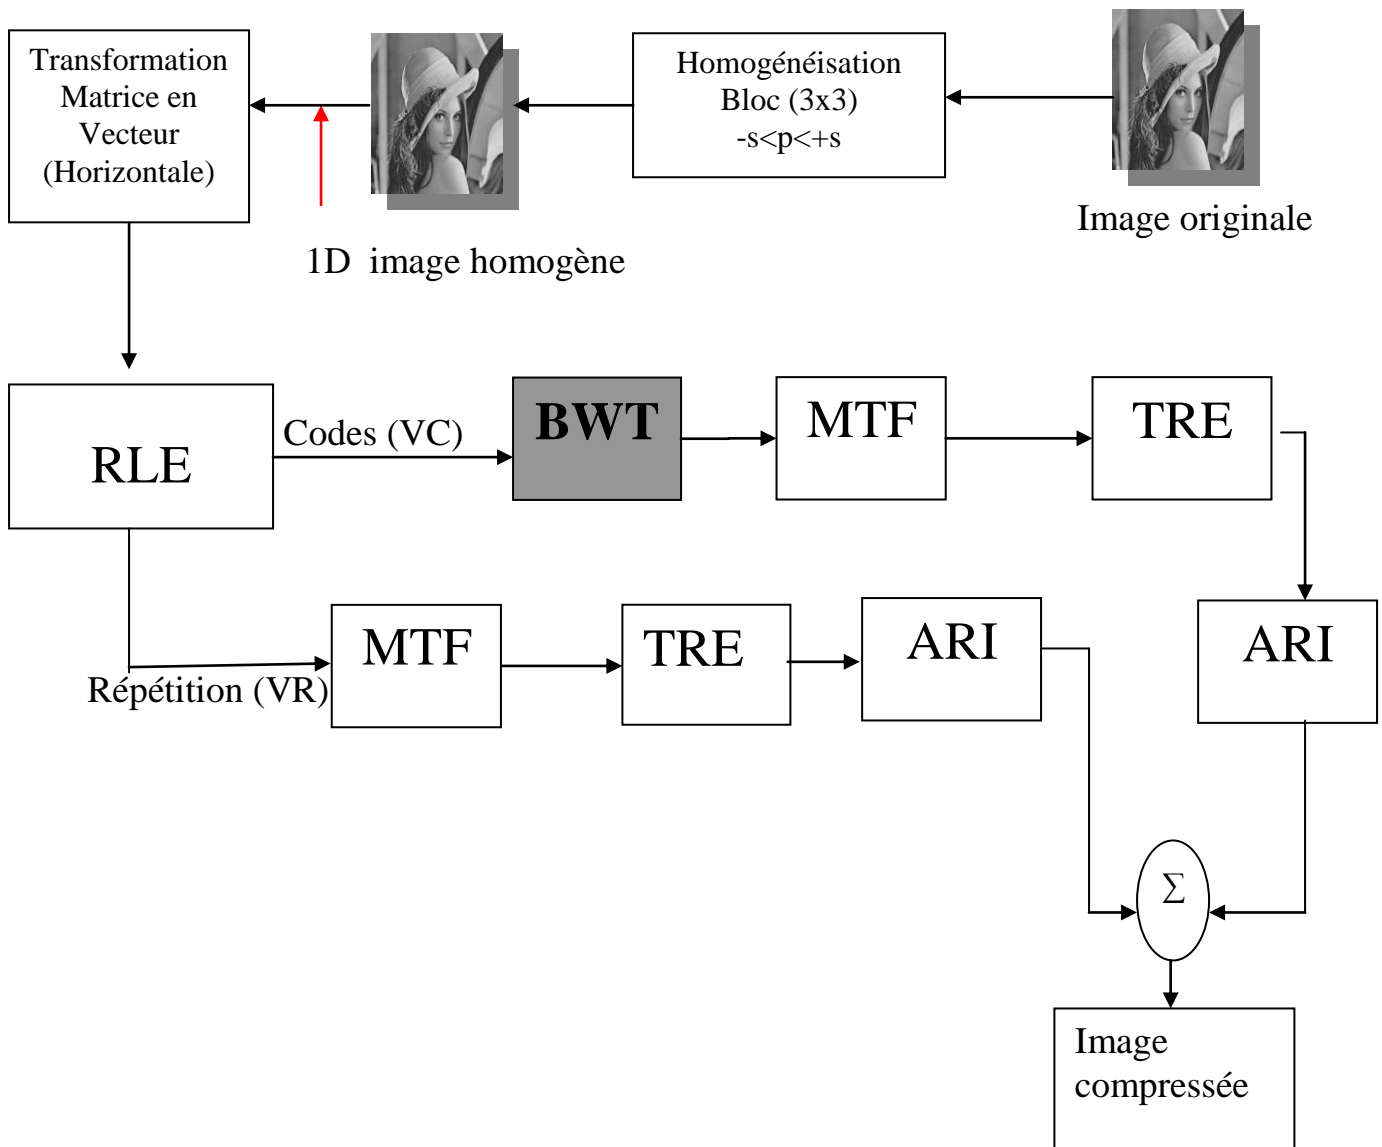 Transformation
Matrice en
Vecteur
(Horizontale)
Homogénéisation
Bloc (3x3)
-s<p<+s
Image originale
1D image homogène
RLE
Codes (VC)
BWT
MTF
TRE
Répétition (VR)
MTF
TRE
ARI
ARI
∑
Image
compressée